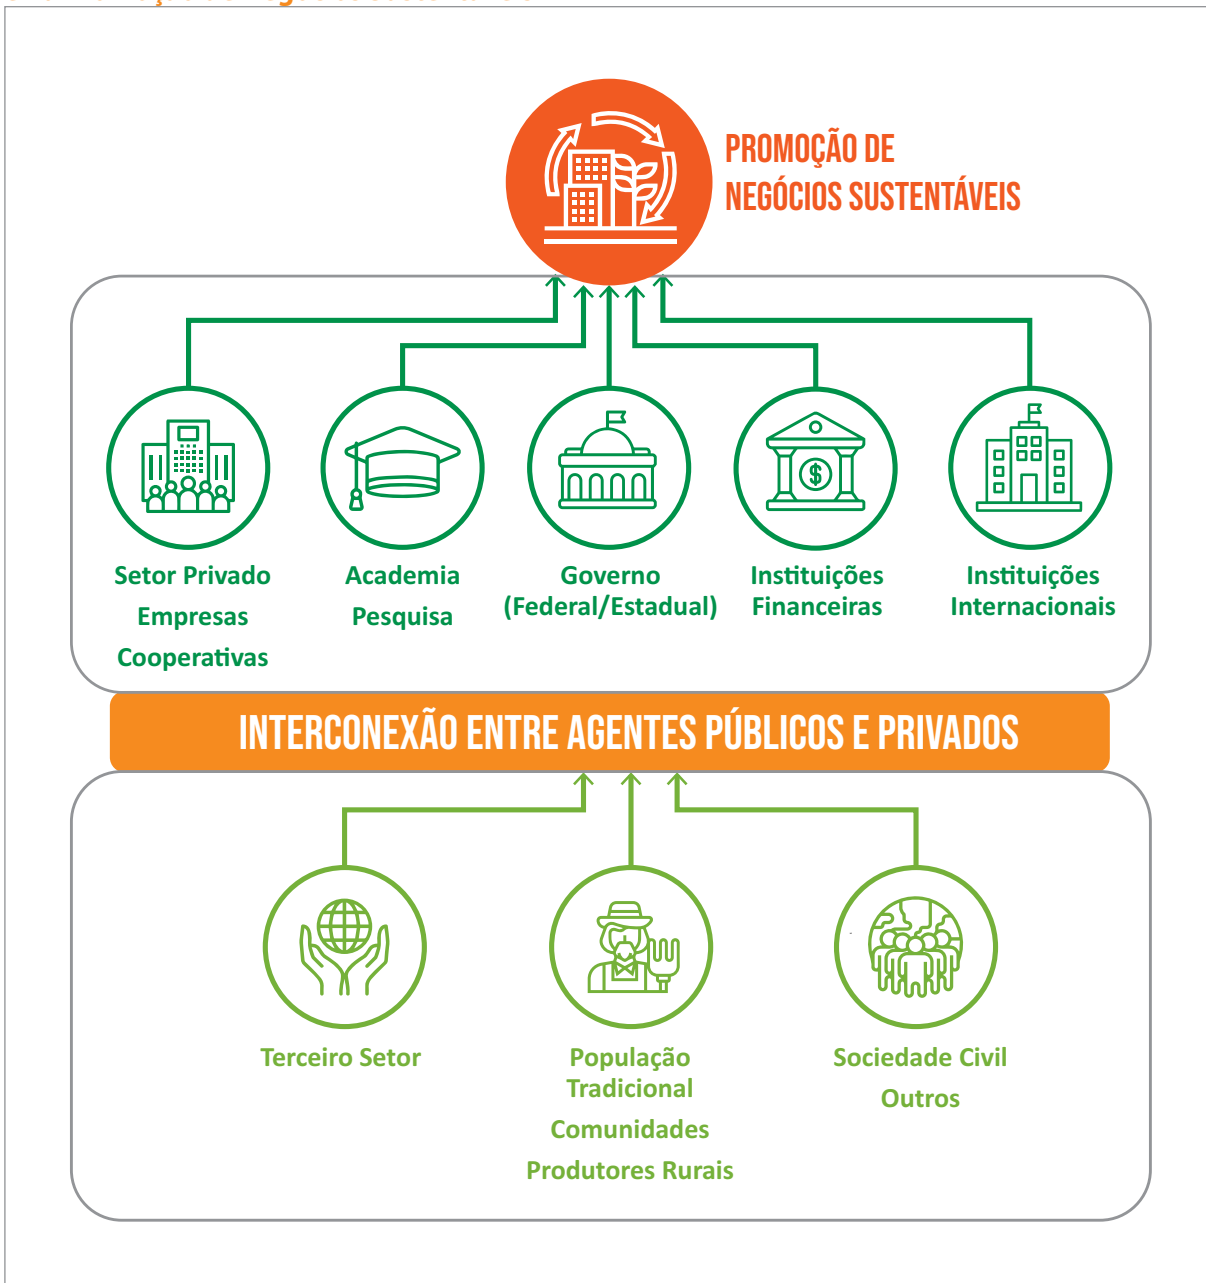 PROMOÇÃO DE
NEGÓCIOS SUSTENTÁVEIS
$
Setor Privado
Empresas
Cooperativas
Academia
Pesquisa
Governo
(Federal/Estadual)
Instituições
Financeiras
Instituições
Internacionais
INTERCONEXÃO ENTRE AGENTES PÚBLICOS E PRIVADOS
Terceiro Setor
População
Tradicional
Comunidades
Produtores Rurais
Sociedade Civil
Outros